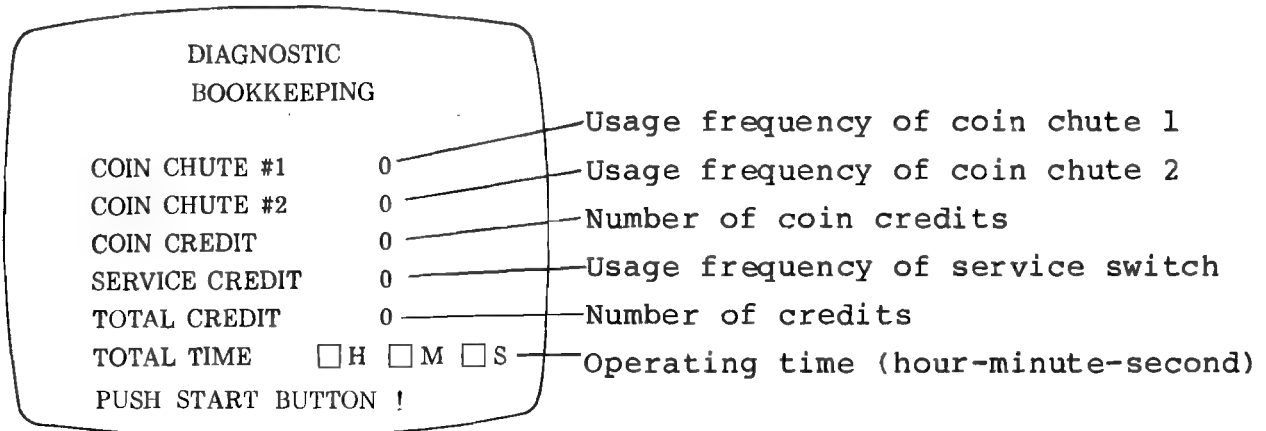 DIAGNOSTIC
BOOKKEEPING
COIN CHUTE #1 0 Usage frequency of coin chute 1
COIN CHUTE #2 0 Usage frequency of coin chute 2
COIN CREDIT 0 Number of coin credits
SERVICE CREDIT 0 Usage frequency of service switch
TOTAL CREDIT 0 Number of credits
TOTAL TIME □H □M □S Operating time (hour-minute-second)
PUSH START BUTTON !